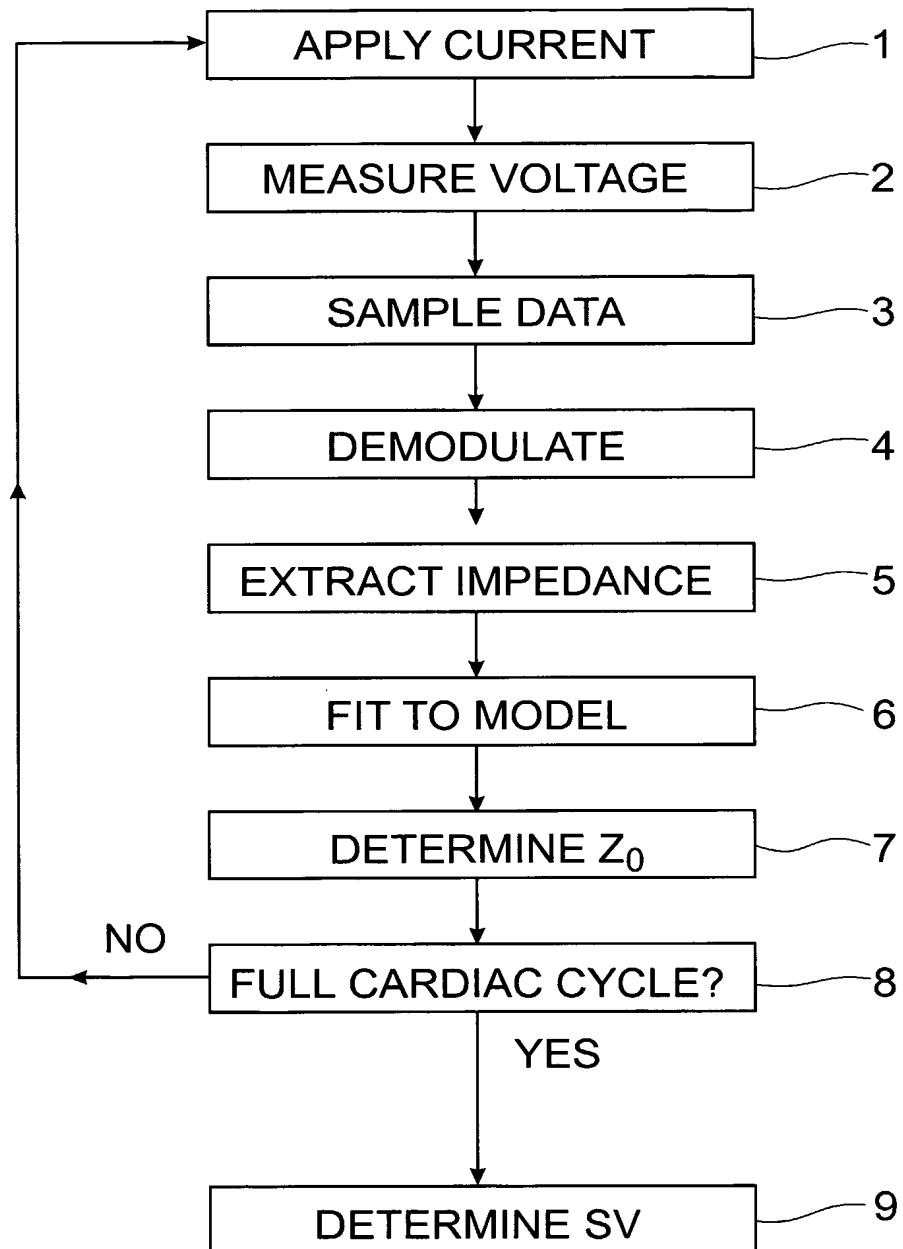 APPLY CURRENT 1
MEASURE VOLTAGE 2
SAMPLE DATA 3
DEMODULATE 4
EXTRACT IMPEDANCE 5
FIT TO MODEL 6
DETERMINE Z₀ 7
NO
FULL CARDIAC CYCLE? 8
YES
DETERMINE SV 9